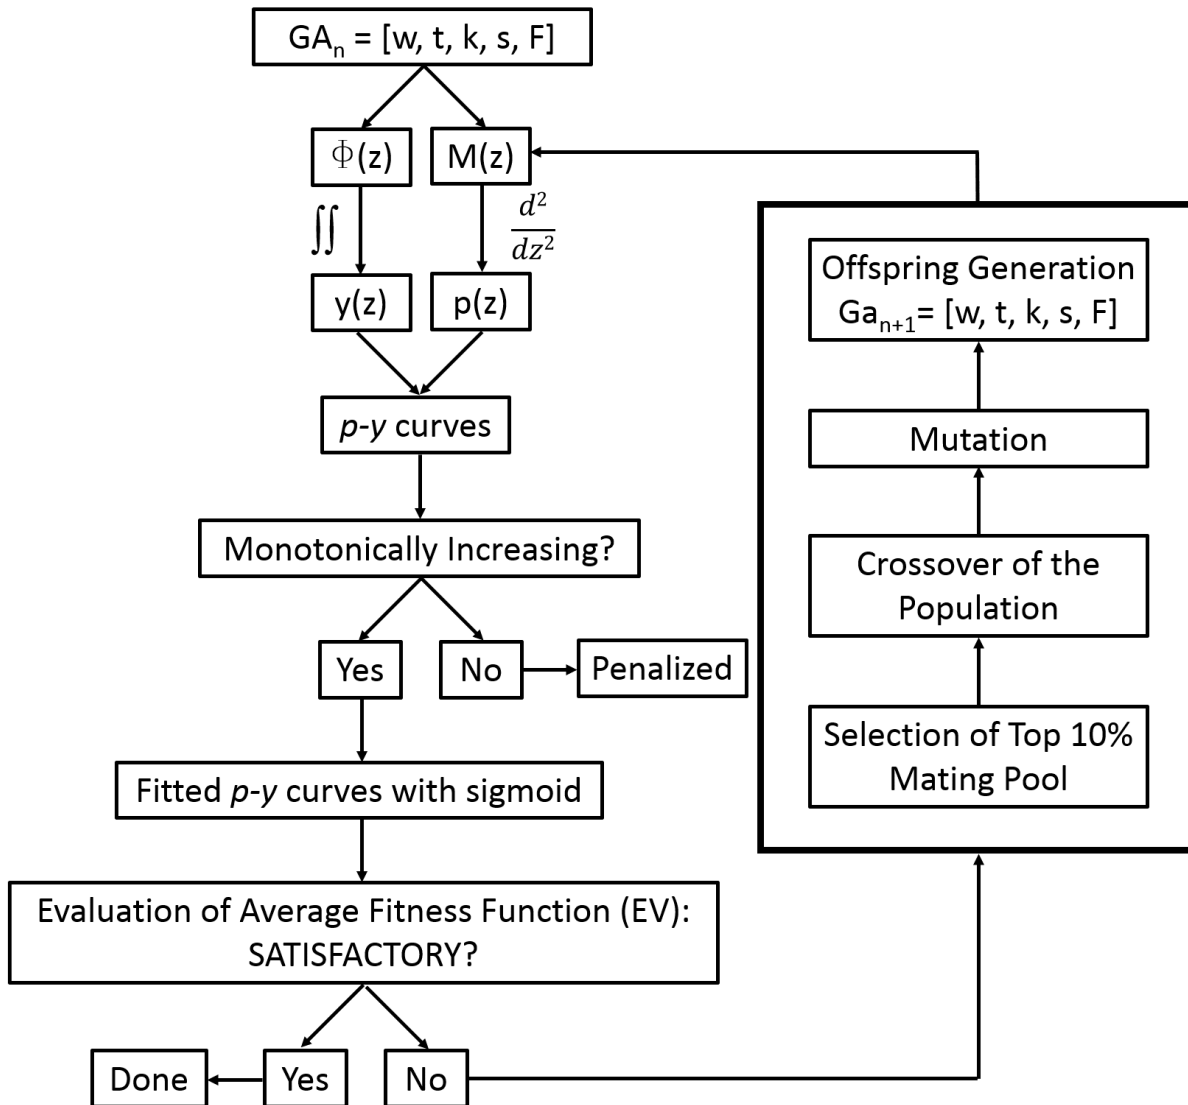 GAn = [w, t, k, s, F]
Φ(z)
M(z)
∬
d²
dz²
y(z)
p(z)
p-y curves
Monotonically Increasing?
Yes
No
Penalized
Fitted p-y curves with sigmoid
Evaluation of Average Fitness Function (EV):
SATISFACTORY?
Done
Yes
No
Offspring Generation
Gan+1= [w, t, k, s, F]
Mutation
Crossover of the
Population
Selection of Top 10%
Mating Pool